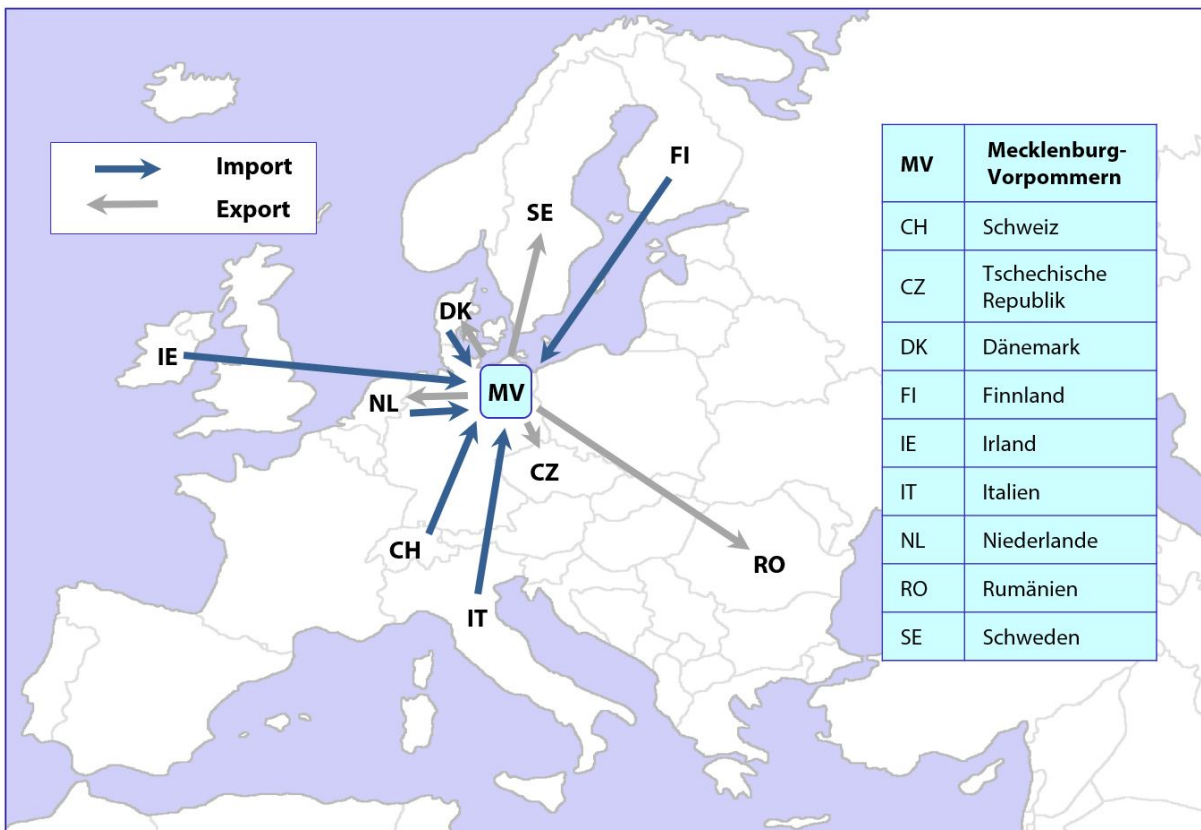 Import
Export
FI
SE
DK
IE
MV
NL
CZ
CH
RO
IT
MV Mecklenburg-
Vorpommern
CH Schweiz
CZ Tschechische
Republik
DK Dänemark
FI Finnland
IE Irland
IT Italien
NL Niederlande
RO Rumänien
SE Schweden